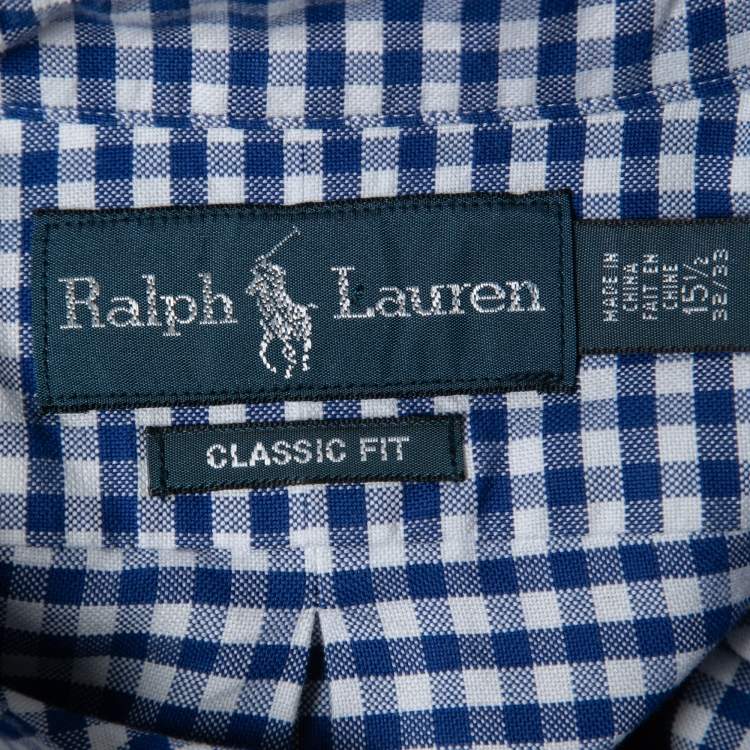 Ralph Lauren
CLASSIC FIT
MADE IN
CHINA
FAIT EN
CHINE
15½
32/33